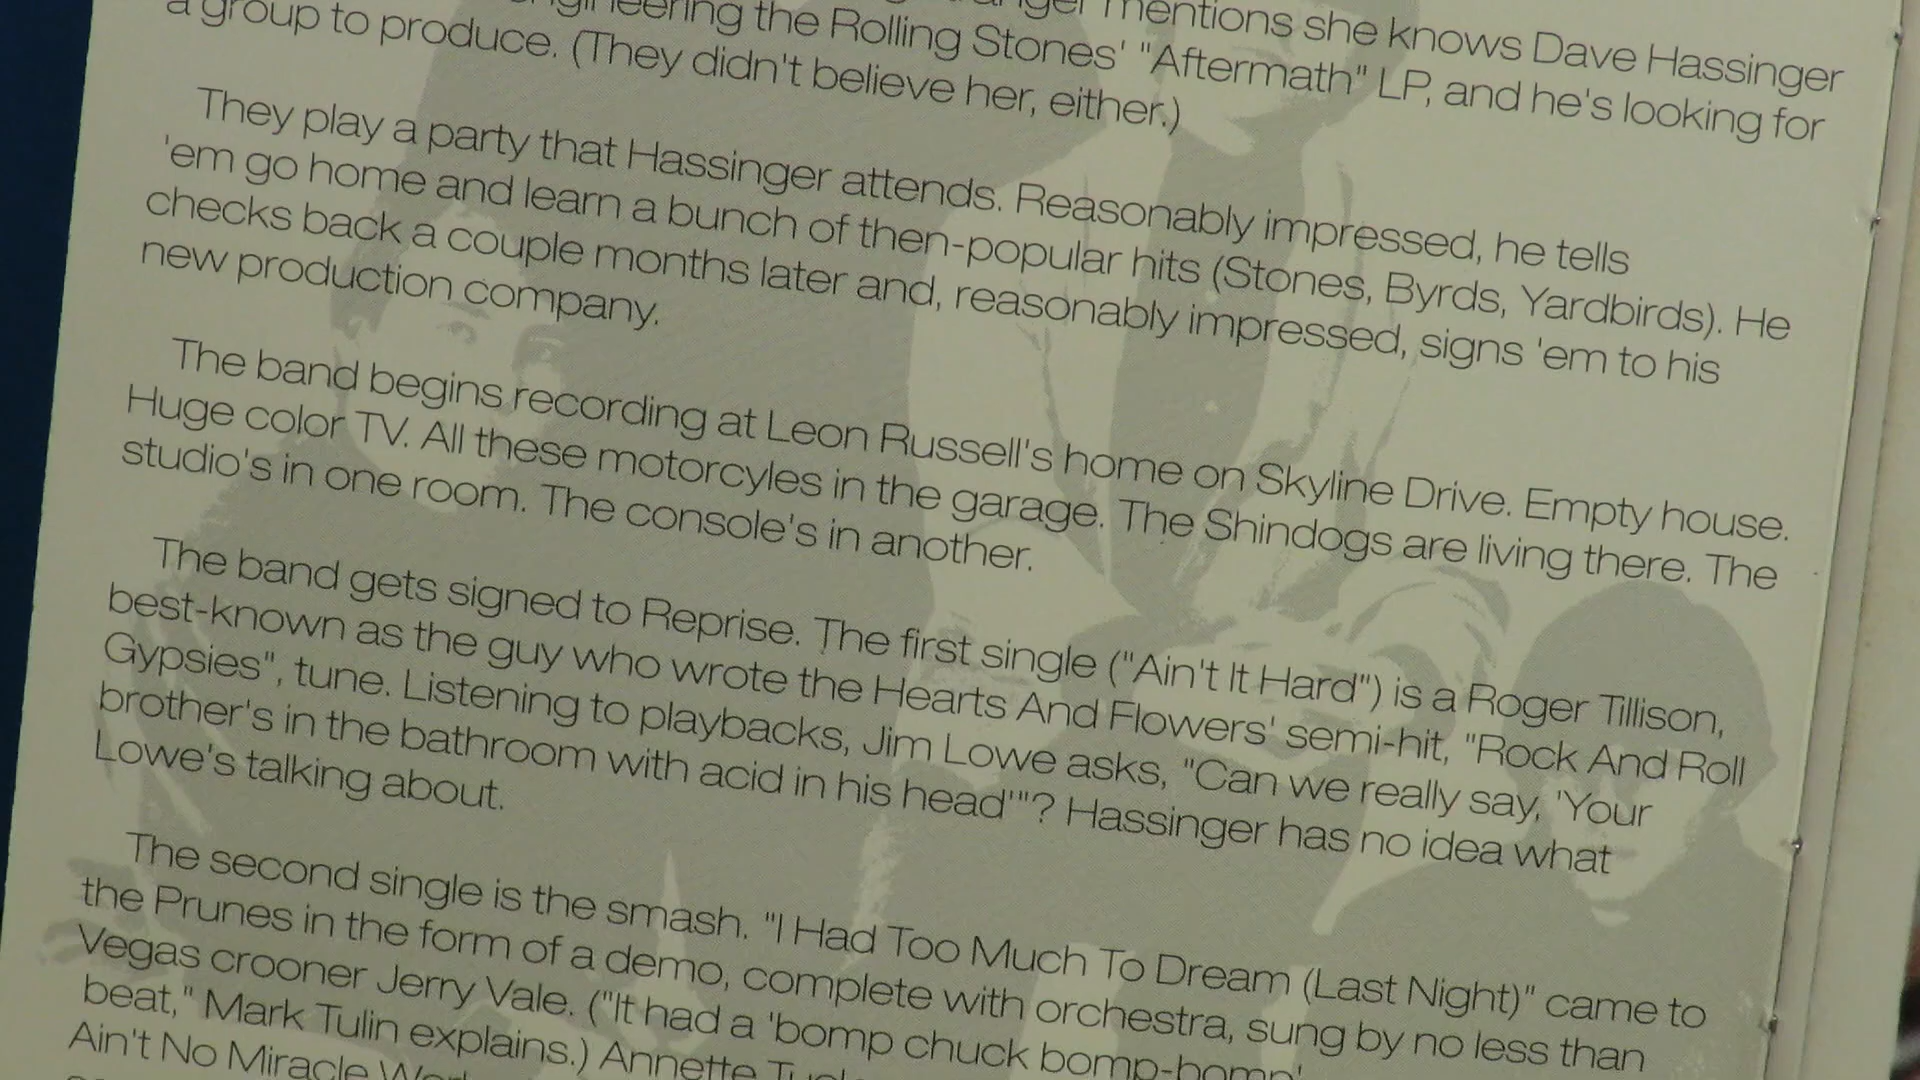 engineering the Rolling Stones' "Aftermath" LP, and he's looking for
mentions she knows Dave Hassinger
a group to produce. (They didn't believe her, either.)
They play a party that Hassinger attends. Reasonably impressed, he tells
'em go home and learn a bunch of then-popular hits (Stones, Byrds, Yardbirds). He
checks back a couple months later and, reasonably impressed, signs 'em to his
new production company.
The band begins recording at Leon Russell's home on Skyline Drive. Empty house.
Huge color TV. All these motorcyles in the garage. The Shindogs are living there. The
studio's in one room. The console's in another.
The band gets signed to Reprise. The first single ("Ain't It Hard") is a Roger Tillison,
best-known as the guy who wrote the Hearts And Flowers' semi-hit, "Rock And Roll
Gypsies", tune. Listening to playbacks, Jim Lowe asks, "Can we really say, 'Your
brother's in the bathroom with acid in his head'"? Hassinger has no idea what
Lowe's talking about.
The second single is the smash. "I Had Too Much To Dream (Last Night)" came to
the Prunes in the form of a demo, complete with orchestra, sung by no less than
Vegas crooner Jerry Vale. ("It had a 'bomp chuck bomp-bomp'
beat," Mark Tulin explains.) Annette
Ain't No Miracle